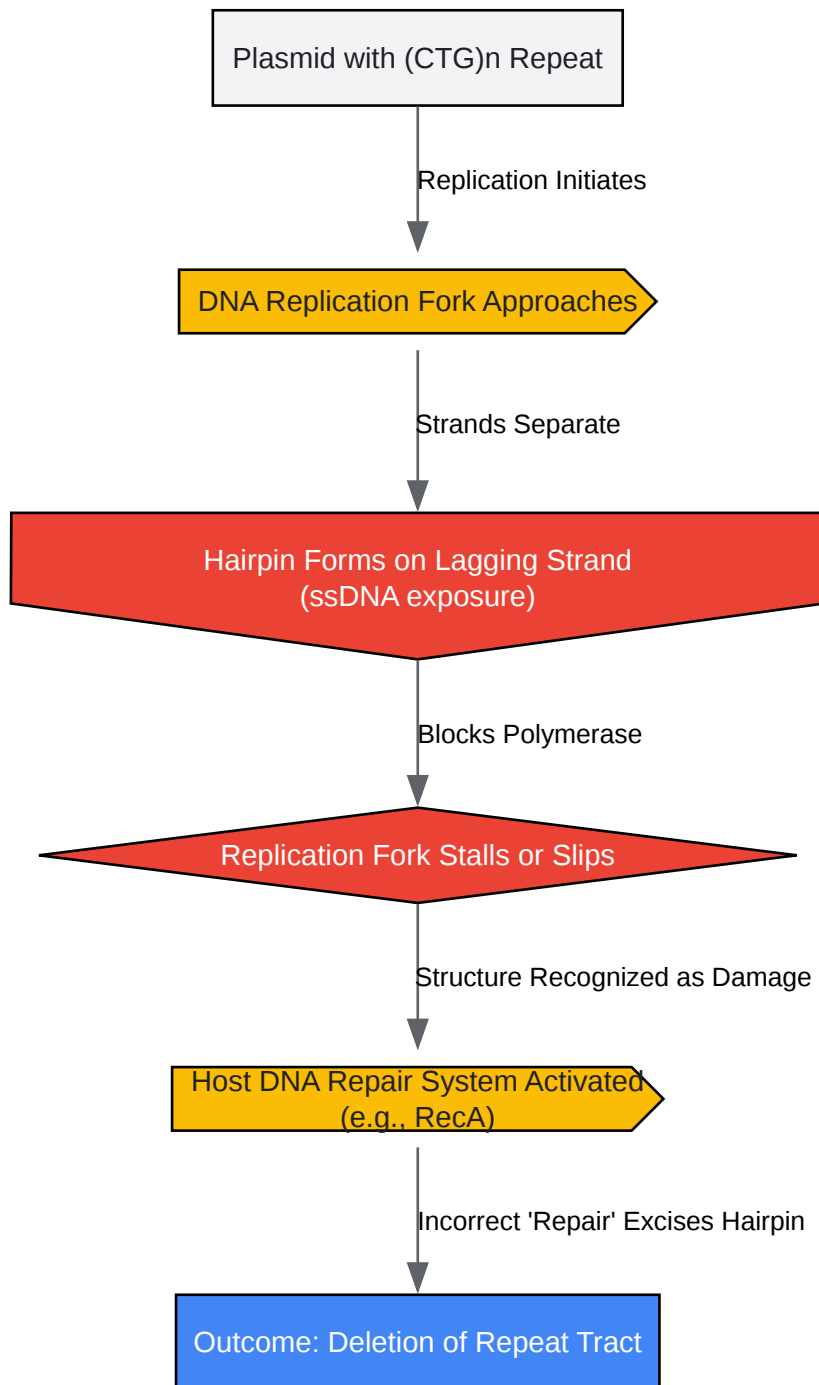 Plasmid with (CTG)n Repeat
Replication Initiates
DNA Replication Fork Approaches
Strands Separate
Hairpin Forms on Lagging Strand
(ssDNA exposure)
Blocks Polymerase
Replication Fork Stalls or Slips
Structure Recognized as Damage
Host DNA Repair System Activated
(e.g., RecA)
Incorrect 'Repair' Excises Hairpin
Outcome: Deletion of Repeat Tract